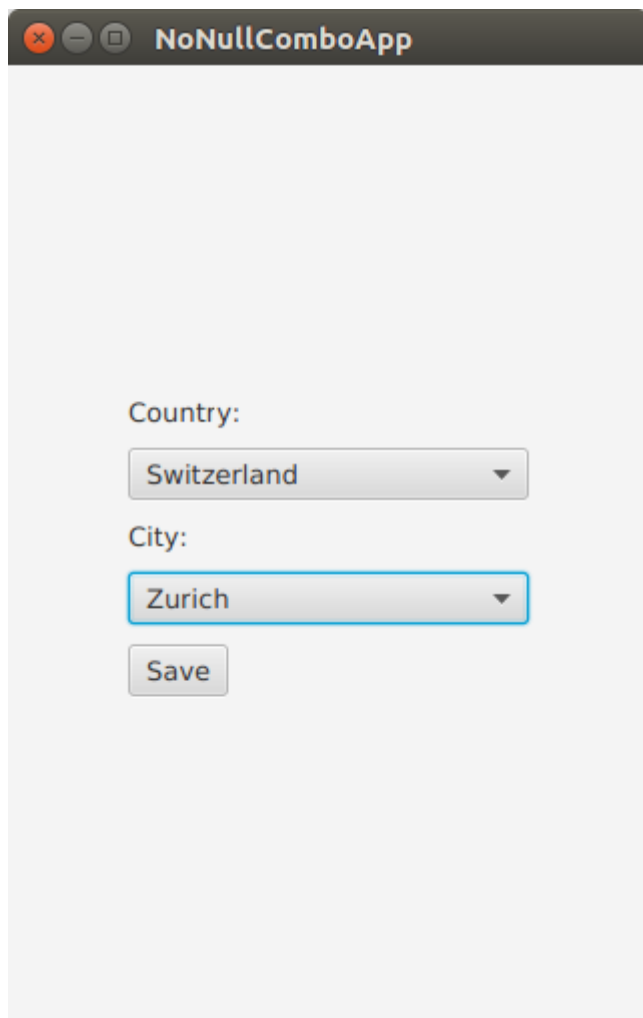 NoNullComboApp
Country:
Switzerland
City:
Zurich
Save